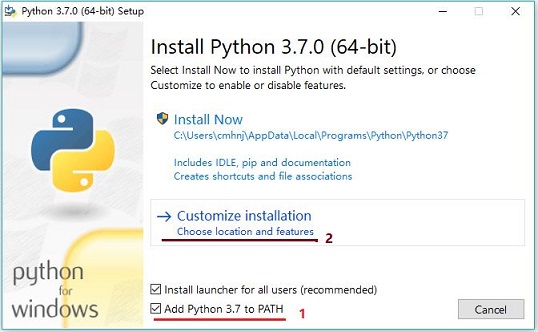 Python 3.7.0 (64-bit) Setup
Install Python 3.7.0 (64-bit)
Select Install Now to install Python with default settings, or choose
Customize to enable or disable features.
Install Now
C:\Users\cmhnj\AppData\Local\Programs\Python\Python37
Includes IDLE, pip and documentation
Creates shortcuts and file associations
Customize installation
Choose location and features
2
Install launcher for all users (recommended)
Add Python 3.7 to PATH
1
Cancel
python
for
windows